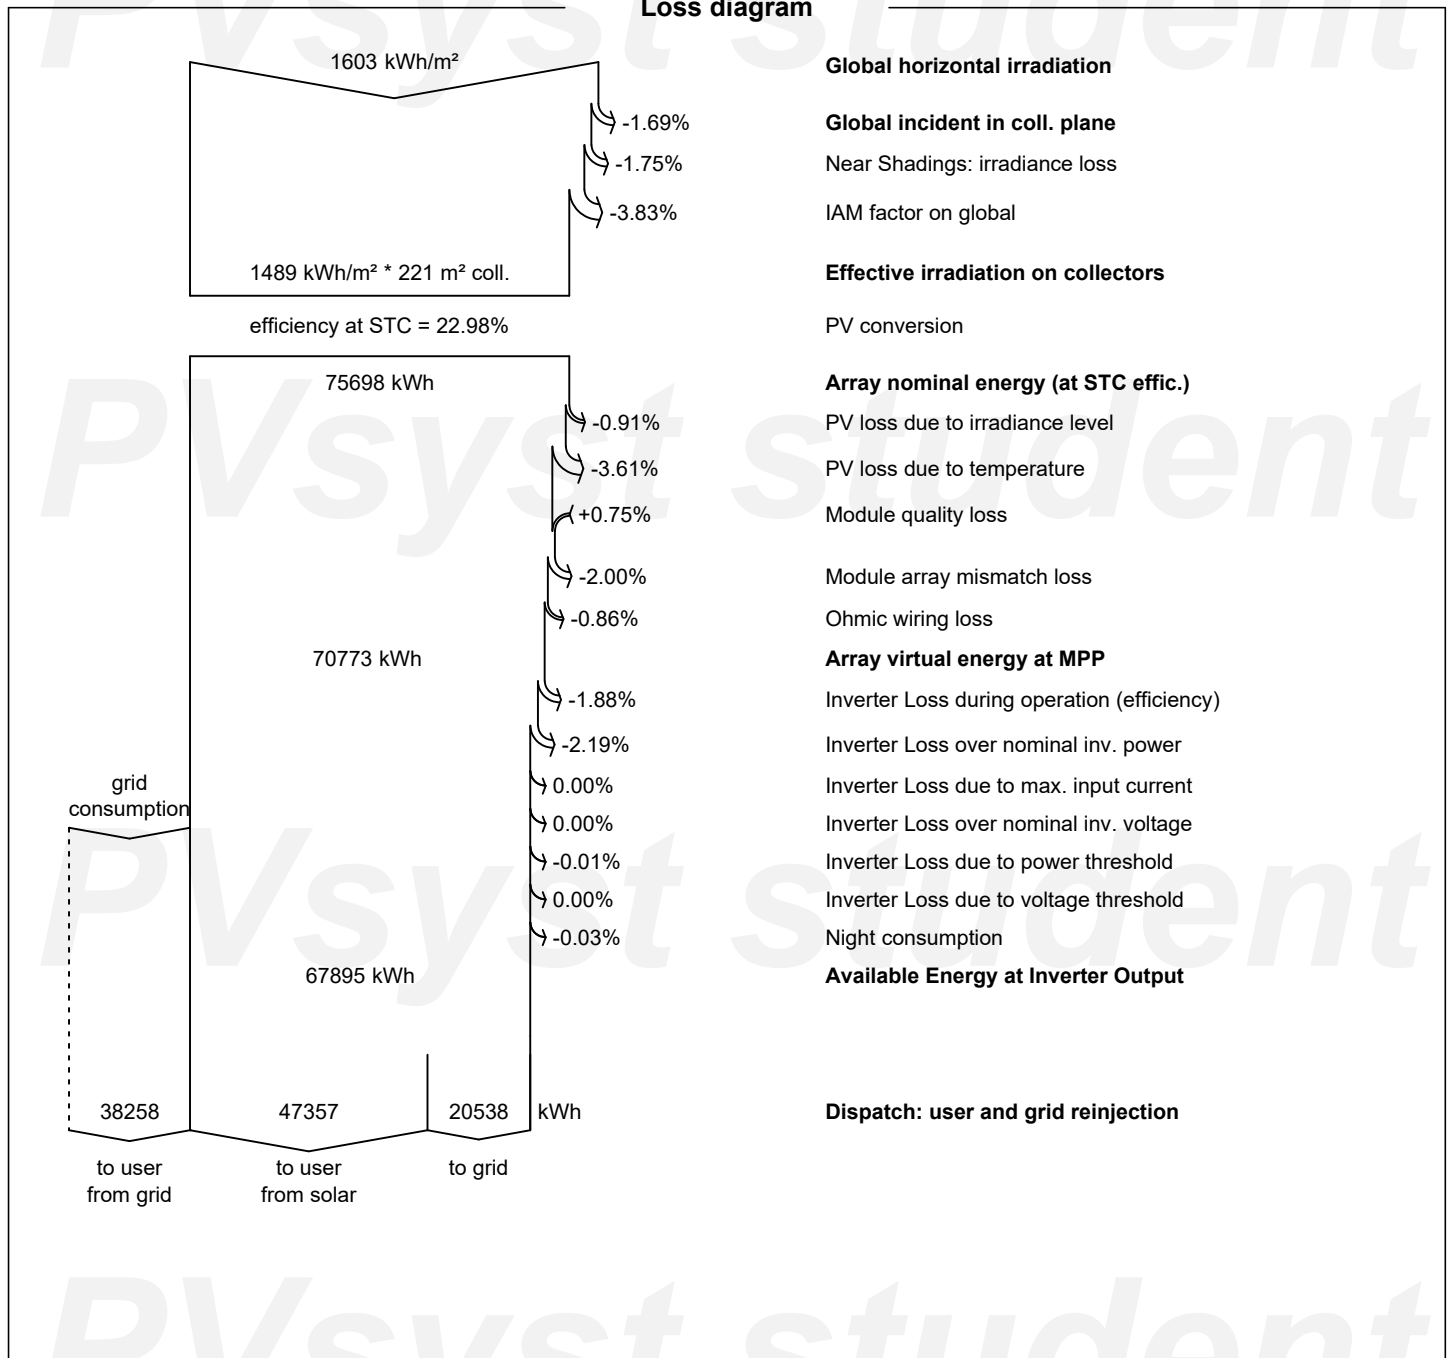 Loss diagram
1603 kWh/m²
Global horizontal irradiation
-1.69%
Global incident in coll. plane
-1.75%
Near Shadings: irradiance loss
-3.83%
IAM factor on global
1489 kWh/m² * 221 m² coll.
Effective irradiation on collectors
efficiency at STC = 22.98%
PV conversion
75698 kWh
Array nominal energy (at STC effic.)
-0.91%
PV loss due to irradiance level
-3.61%
PV loss due to temperature
+0.75%
Module quality loss
-2.00%
Module array mismatch loss
-0.86%
Ohmic wiring loss
70773 kWh
Array virtual energy at MPP
-1.88%
Inverter Loss during operation (efficiency)
-2.19%
Inverter Loss over nominal inv. power
grid
consumption
0.00%
Inverter Loss due to max. input current
0.00%
Inverter Loss over nominal inv. voltage
-0.01%
Inverter Loss due to power threshold
0.00%
Inverter Loss due to voltage threshold
-0.03%
Night consumption
67895 kWh
Available Energy at Inverter Output
38258
47357
20538
kWh
Dispatch: user and grid reinjection
to user
from grid
to user
from solar
to grid
PVsyst student
PVsyst student
PVsyst student
PVsyst student